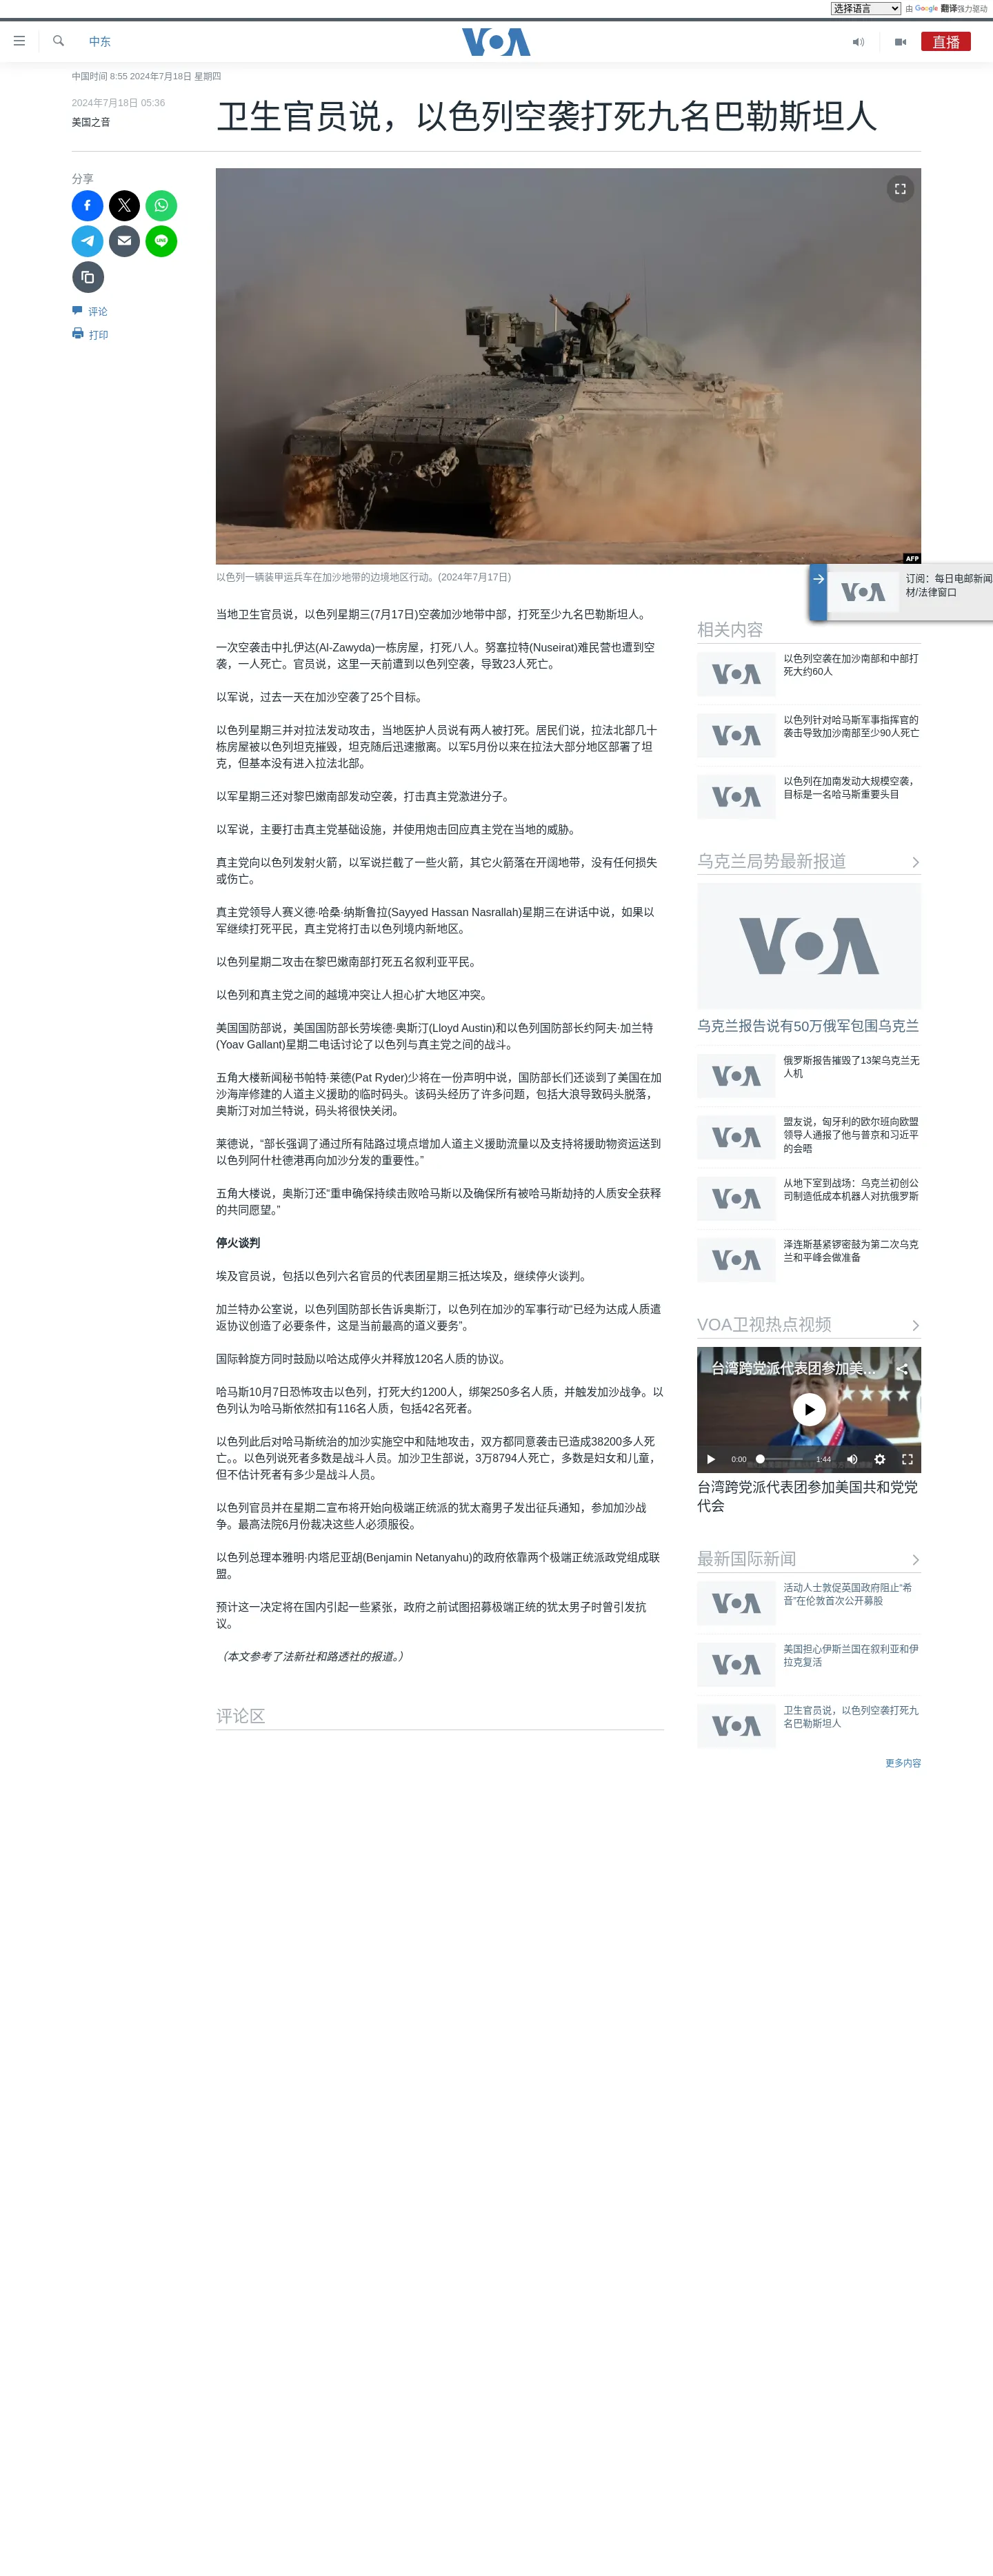 选择语言 由 Google 翻译强力驱动
中东
VOA
直播
中国时间 8:55 2024年7月18日 星期四
2024年7月18日 05:36
美国之音
卫生官员说，以色列空袭打死九名巴勒斯坦人
分享
LINE
评论
打印
AFP
以色列一辆装甲运兵车在加沙地带的边境地区行动。(2024年7月17日)
VOA
订阅：每日电邮新闻
材/法律窗口
当地卫生官员说，以色列星期三(7月17日)空袭加沙地带中部，打死至少九名巴勒斯坦人。
一次空袭击中扎伊达(Al-Zawyda)一栋房屋，打死八人。努塞拉特(Nuseirat)难民营也遭到空
袭，一人死亡。官员说，这里一天前遭到以色列空袭，导致23人死亡。
以军说，过去一天在加沙空袭了25个目标。
以色列星期三并对拉法发动攻击，当地医护人员说有两人被打死。居民们说，拉法北部几十
栋房屋被以色列坦克摧毁，坦克随后迅速撤离。以军5月份以来在拉法大部分地区部署了坦
克，但基本没有进入拉法北部。
以军星期三还对黎巴嫩南部发动空袭，打击真主党激进分子。
以军说，主要打击真主党基础设施，并使用炮击回应真主党在当地的威胁。
真主党向以色列发射火箭，以军说拦截了一些火箭，其它火箭落在开阔地带，没有任何损失
或伤亡。
真主党领导人赛义德·哈桑·纳斯鲁拉(Sayyed Hassan Nasrallah)星期三在讲话中说，如果以
军继续打死平民，真主党将打击以色列境内新地区。
以色列星期二攻击在黎巴嫩南部打死五名叙利亚平民。
以色列和真主党之间的越境冲突让人担心扩大地区冲突。
美国国防部说，美国国防部长劳埃德·奥斯汀(Lloyd Austin)和以色列国防部长约阿夫·加兰特
(Yoav Gallant)星期二电话讨论了以色列与真主党之间的战斗。
五角大楼新闻秘书帕特·莱德(Pat Ryder)少将在一份声明中说，国防部长们还谈到了美国在加
沙海岸修建的人道主义援助的临时码头。该码头经历了许多问题，包括大浪导致码头脱落，
奥斯汀对加兰特说，码头将很快关闭。
莱德说，“部长强调了通过所有陆路过境点增加人道主义援助流量以及支持将援助物资运送到
以色列阿什杜德港再向加沙分发的重要性。”
五角大楼说，奥斯汀还“重申确保持续击败哈马斯以及确保所有被哈马斯劫持的人质安全获释
的共同愿望。”
停火谈判
埃及官员说，包括以色列六名官员的代表团星期三抵达埃及，继续停火谈判。
加兰特办公室说，以色列国防部长告诉奥斯汀，以色列在加沙的军事行动“已经为达成人质遣
返协议创造了必要条件，这是当前最高的道义要务”。
国际斡旋方同时鼓励以哈达成停火并释放120名人质的协议。
哈马斯10月7日恐怖攻击以色列，打死大约1200人，绑架250多名人质，并触发加沙战争。以
色列认为哈马斯依然扣有116名人质，包括42名死者。
以色列此后对哈马斯统治的加沙实施空中和陆地攻击，双方都同意袭击已造成38200多人死
亡。。以色列说死者多数是战斗人员。加沙卫生部说，3万8794人死亡，多数是妇女和儿童，
但不估计死者有多少是战斗人员。
以色列官员并在星期二宣布将开始向极端正统派的犹太裔男子发出征兵通知，参加加沙战
争。最高法院6月份裁决这些人必须服役。
以色列总理本雅明·内塔尼亚胡(Benjamin Netanyahu)的政府依靠两个极端正统派政党组成联
盟。
预计这一决定将在国内引起一些紧张，政府之前试图招募极端正统的犹太男子时曾引发抗
议。
（本文参考了法新社和路透社的报道。）
评论区
相关内容
VOA
以色列空袭在加沙南部和中部打
死大约60人
VOA
以色列针对哈马斯军事指挥官的
袭击导致加沙南部至少90人死亡
VOA
以色列在加南发动大规模空袭，
目标是一名哈马斯重要头目
乌克兰局势最新报道
VOA
乌克兰报告说有50万俄军包围乌克兰
VOA
俄罗斯报告摧毁了13架乌克兰无
人机
VOA
盟友说，匈牙利的欧尔班向欧盟
领导人通报了他与普京和习近平
的会晤
VOA
从地下室到战场：乌克兰初创公
司制造低成本机器人对抗俄罗斯
VOA
泽连斯基紧锣密鼓为第二次乌克
兰和平峰会做准备
VOA卫视热点视频
台湾跨党派代表团参加美...
0:00 1:44
台湾跨党派代表团参加美国共和党党
代会
最新国际新闻
VOA
活动人士敦促英国政府阻止“希
音”在伦敦首次公开募股
VOA
美国担心伊斯兰国在叙利亚和伊
拉克复活
VOA
卫生官员说，以色列空袭打死九
名巴勒斯坦人
更多内容